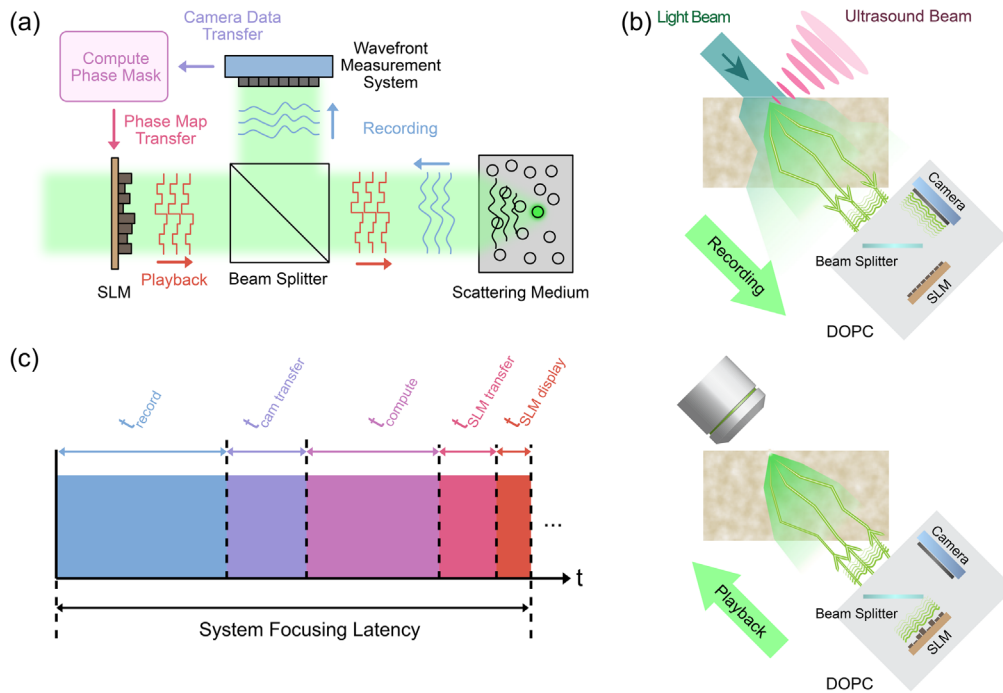 (a)
Camera Data
Transfer
Compute
Phase Mask
Wavefront
Measurement
System
Phase Map
Transfer
Recording
Playback
SLM
Beam Splitter
Scattering Medium
(b)
Light Beam
Ultrasound Beam
Camera
Beam Splitter
SLM
Recording
DOPC
Camera
Beam Splitter
SLM
Playback
DOPC
(c)
t_record
t_cam transfer
t_compute
t_SLM transfer
t_SLM display
...
t
System Focusing Latency